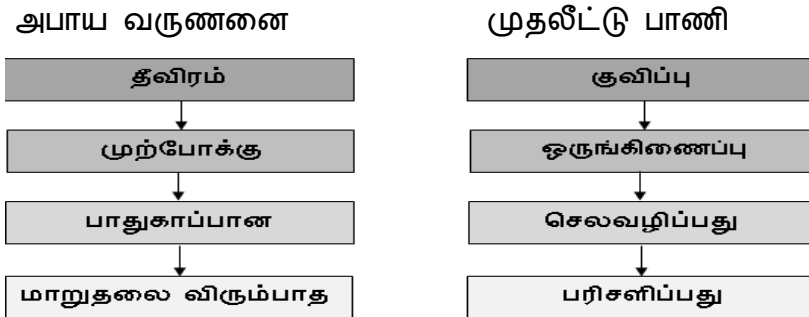 அபாய வருணனை
தீவிரம்
முற்போக்கு
பாதுகாப்பான
மாறுதலை விரும்பாத
முதலீட்டு பாணி
குவிப்பு
ஒருங்கிணைப்பு
செலவழிப்பது
பரிசளிப்பது